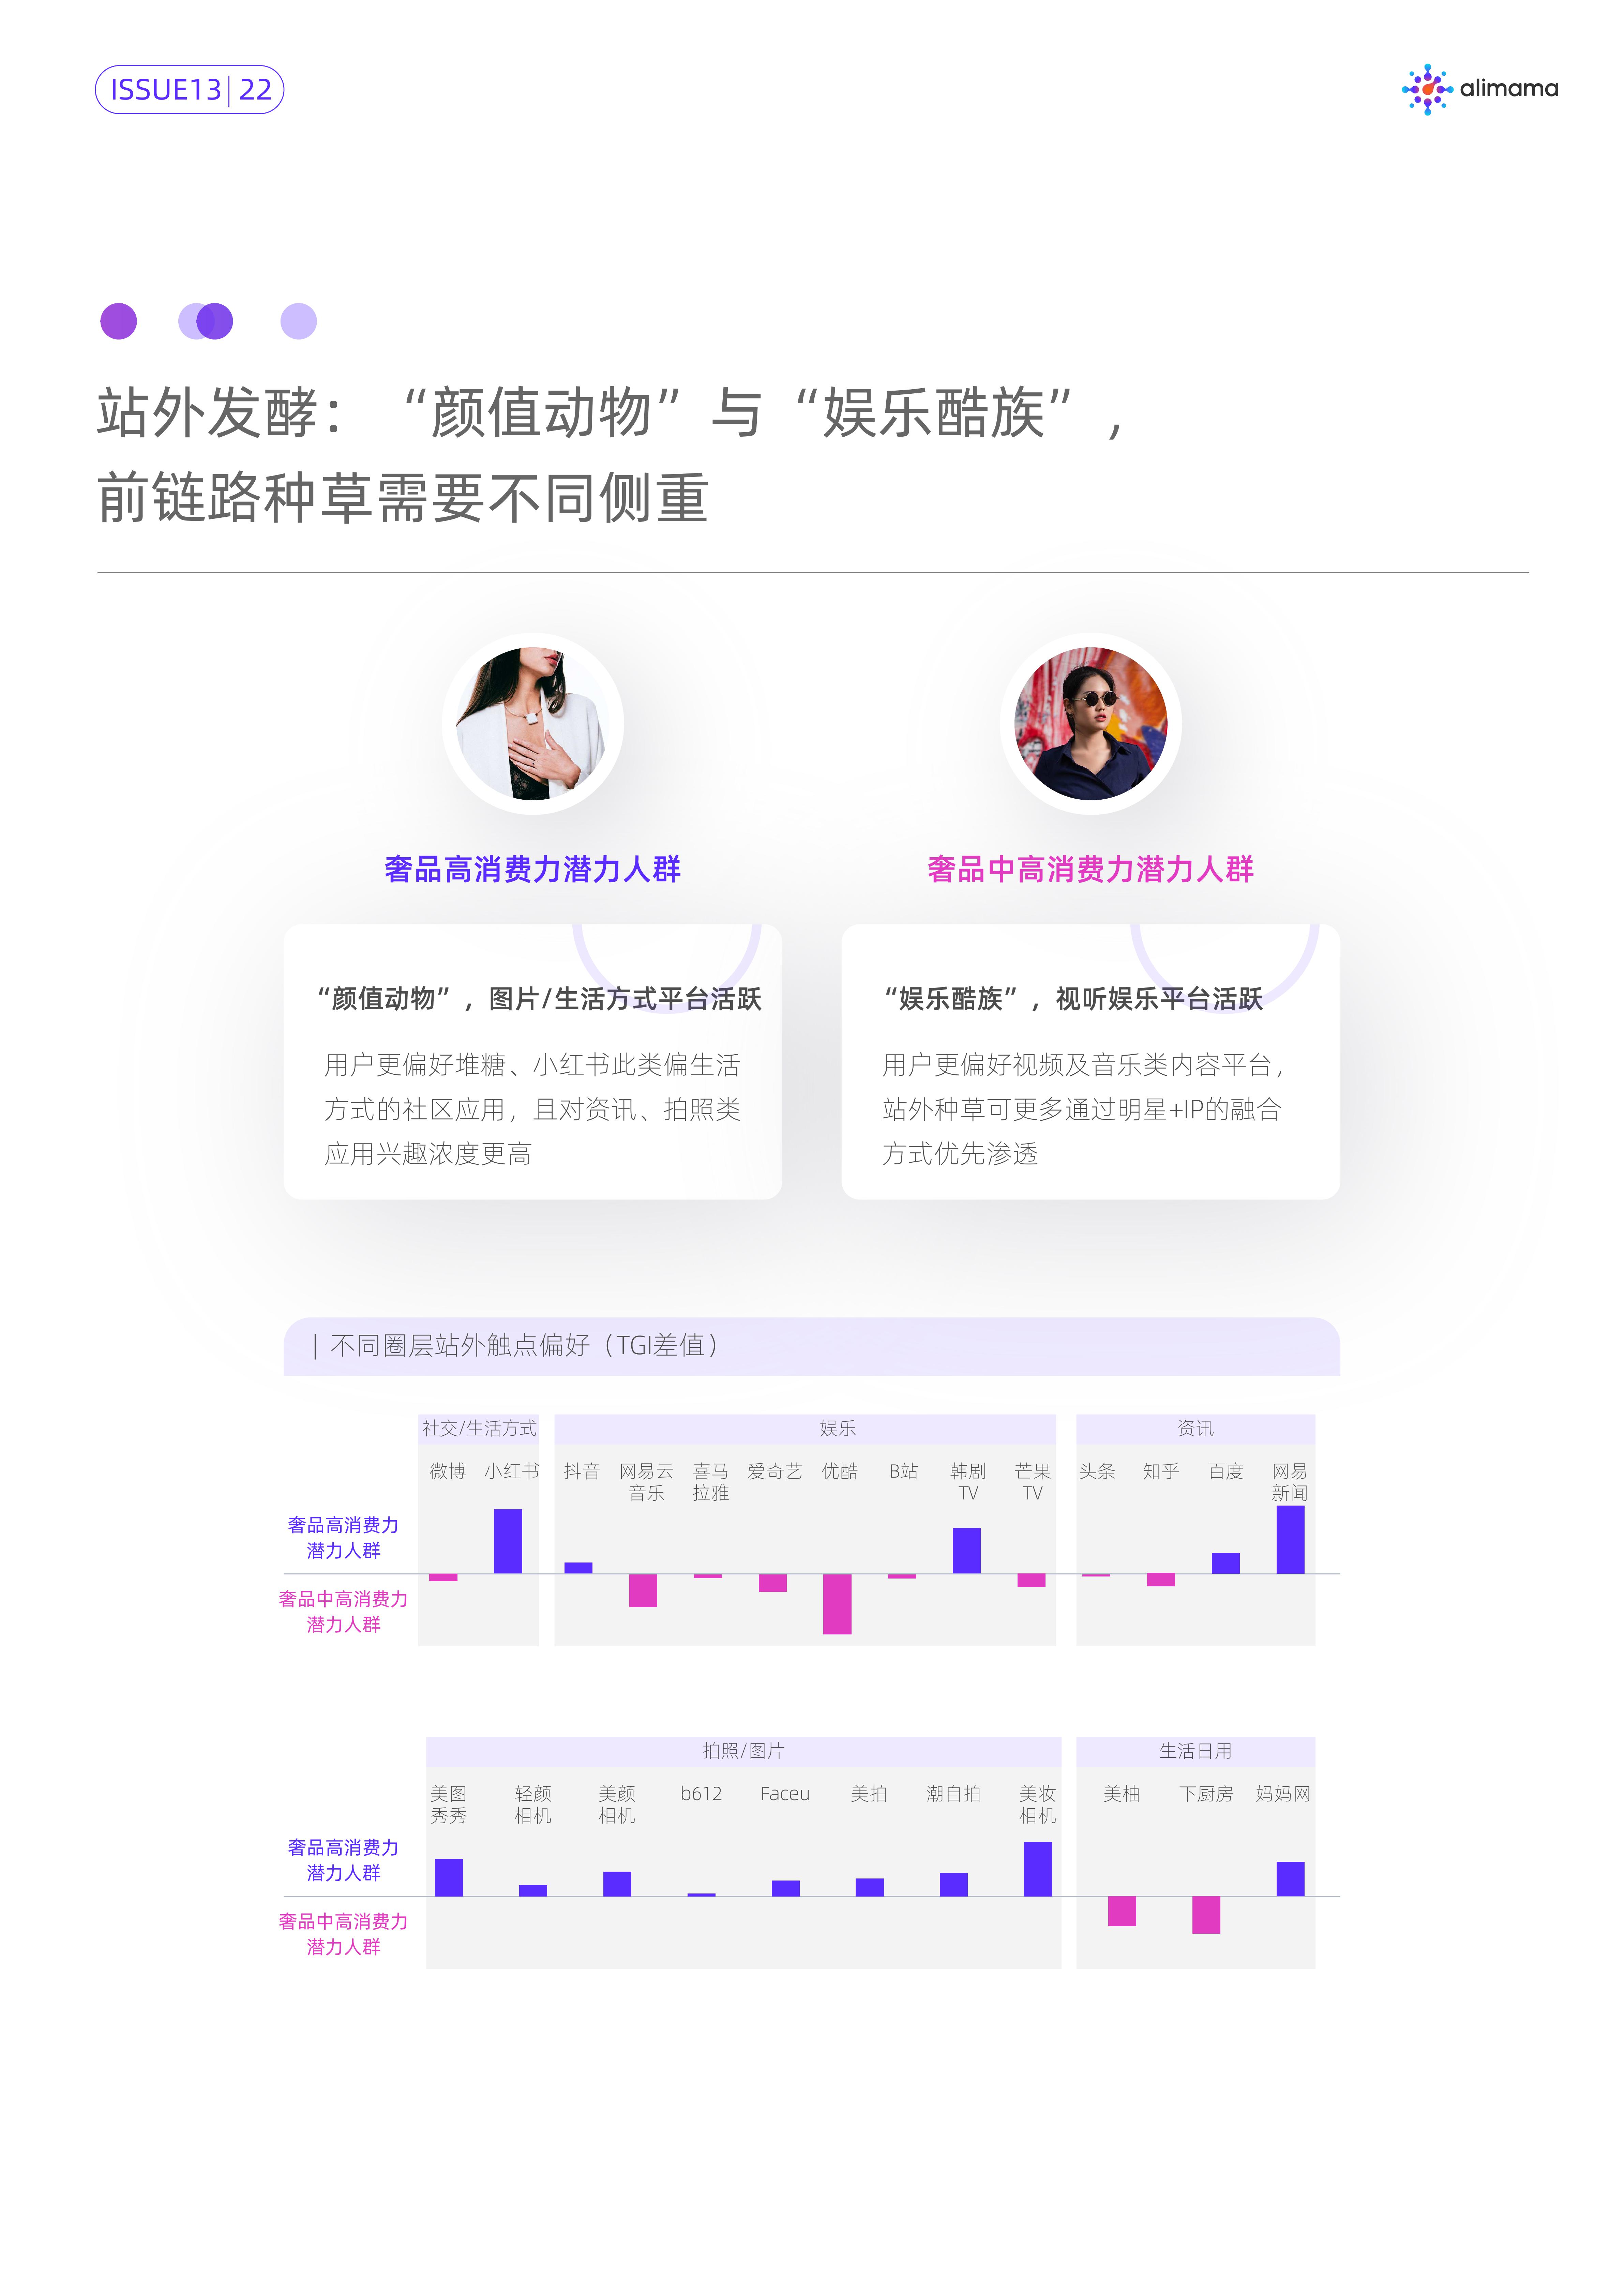 ISSUE13|22
alimama
站外发酵：“颜值动物”与“娱乐酷族”，
前链路种草需要不同侧重
奢品高消费力潜力人群
“颜值动物”，图片/生活方式平台活跃
用户更偏好堆糖、小红书此类偏生活
方式的社区应用，且对资讯、拍照类
应用兴趣浓度更高
奢品中高消费力潜力人群
“娱乐酷族”，视听娱乐平台活跃
用户更偏好视频及音乐类内容平台，
站外种草可更多通过明星+IP的融合
方式优先渗透
| 不同圈层站外触点偏好（TGI差值）
社交/生活方式
娱乐
资讯
微博
小红书
抖音
网易云
音乐
喜马
拉雅
爱奇艺
优酷
B站
韩剧
TV
芒果
TV
头条
知乎
百度
网易
新闻
奢品高消费力
潜力人群
奢品中高消费力
潜力人群
拍照/图片
生活日用
美图
秀秀
轻颜
相机
美颜
相机
b612
Faceu
美拍
潮自拍
美妆
相机
美柚
下厨房
妈妈网
奢品高消费力
潜力人群
奢品中高消费力
潜力人群